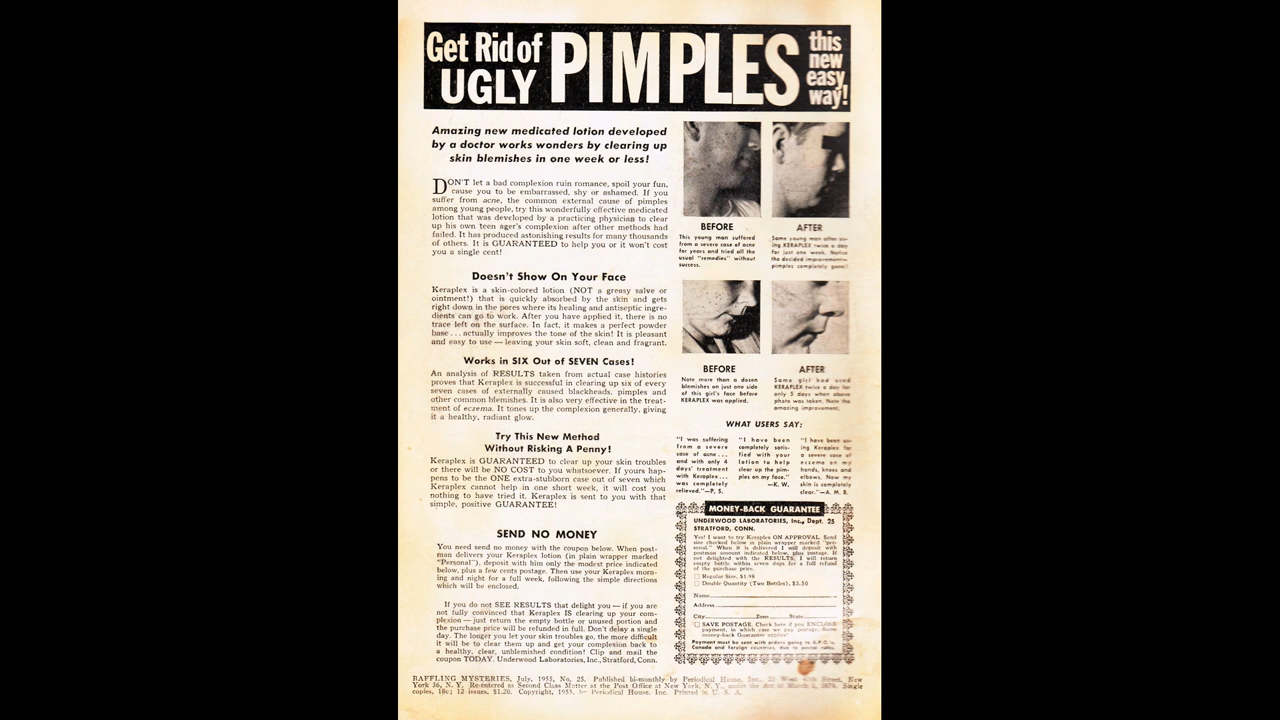 Get Rid of
UGLY
PIMPLES
this
new
easy
way!
Amazing new medicated lotion developed
by a doctor works wonders by clearing up
skin blemishes in one week or less!
DON'T let a bad complexion ruin romance, spoil your fun,
cause you to be embarrassed, shy or ashamed. If you
suffer from acne, the common external cause of pimples
among young people, try this wonderfully effective medicated
lotion that was developed by a practicing physician to clear
up his own teen ager's complexion after other methods had
failed. It has produced astonishing results for many thousands
of others. It is GUARANTEED to help you or it won't cost
you a single cent!
Doesn't Show On Your Face
Keraplex is a skin-colored lotion (NOT a greasy salve or
ointment!) that is quickly absorbed by the skin and gets
right down in the pores where its healing and antiseptic ingre-
dients can go to work. After you have applied it, there is no
trace left on the surface. In fact, it makes a perfect powder
base . . . actually improves the tone of the skin! It is pleasant
and easy to use — leaving your skin soft, clean and fragrant.
Works in SIX Out of SEVEN Cases!
An analysis of RESULTS taken from actual case histories
proves that Keraplex is successful in clearing up six of every
seven cases of externally caused blackheads, pimples and
other common blemishes. It is also very effective in the treat-
ment of eczema. It tones up the complexion generally, giving
it a healthy, radiant glow.
Try This New Method
Without Risking A Penny!
Keraplex is GUARANTEED to clear up your skin troubles
or there will be NO COST to you whatsoever. If yours hap-
pens to be the ONE extra-stubborn case out of seven which
Keraplex cannot help in one short week, it will cost you
nothing to have tried it. Keraplex is sent to you with that
simple, positive GUARANTEE!
SEND NO MONEY
You need send no money with the coupon below. When post-
man delivers your Keraplex lotion (in plain wrapper marked
"Personal"), deposit with him only the modest price indicated
below, plus a few cents postage. Then use your Keraplex morn-
ing and night for a full week, following the simple directions
which will be enclosed.
If you do not SEE RESULTS that delight you — if you are
not fully convinced that Keraplex IS clearing up your com-
plexion — just return the empty bottle or unused portion and
the purchase price will be refunded in full. Don't delay a single
day. The longer you let your skin troubles go, the more difficult
it will be to clear them up and get your complexion back to
a healthy, clear, unblemished condition! Clip and mail the
coupon TODAY. Underwood Laboratories, Inc., Stratford, Conn.
BEFORE
This young man suffered
from a severe case of acne
for years and tried all the
usual "remedies" without
success.
AFTER
Same young man after us-
ing KERAPLEX twice a day
for just one week. Notice
the decided improvement—
pimples completely gone!
BEFORE
Note more than a dozen
blemishes on just one side
of this girl's face before
KERAPLEX was applied.
AFTER
Same girl had used
KERAPLEX twice a day for
only 5 days when above
photo was taken. Note the
amazing improvement.
WHAT USERS SAY:
"I was suffering
from a severe
case of acne . . .
and with only 4
days' treatment
with Keraplex . . .
was completely
relieved."—P. S.
"I have been
completely satis-
fied with your
lotion to help
clear up the pim-
ples on my face."
—K. W.
"I have been us-
ing Keraplex for
a severe case of
eczema on my
hands, knees and
elbows. Now my
skin is completely
clear."—A. M. B.
MONEY-BACK GUARANTEE
UNDERWOOD LABORATORIES, Inc., Dept. 25
STRATFORD, CONN.
Yes! I want to try Keraplex ON APPROVAL. Send
size checked below in plain wrapper marked "per-
sonal." When it is delivered I will deposit with
postman amount indicated below, plus postage. If
not delighted with the RESULTS, I will return
empty bottle within seven days for a full refund
of the purchase price.
Regular Size, $1.98
Double Quantity (Two Bottles), $3.50
Name
Address
City Zone State
SAVE POSTAGE. Check here if you ENCLOSE
payment, in which case we pay postage. Same
money-back Guarantee applies!
Payment must be sent with orders going to A.P.O.'s,
Canada and foreign countries, due to postal rules.
BAFFLING MYSTERIES, July, 1955, No. 25. Published bi-monthly by Periodical House, Inc., 23 West 47th Street, New
York 36, N. Y. Re-entered as Second Class Matter at the Post Office at New York, N. Y., under the Act of March 3, 1879. Single
copies, 10c; 12 issues, $1.20. Copyright, 1955, by Periodical House, Inc. Printed in U. S. A.